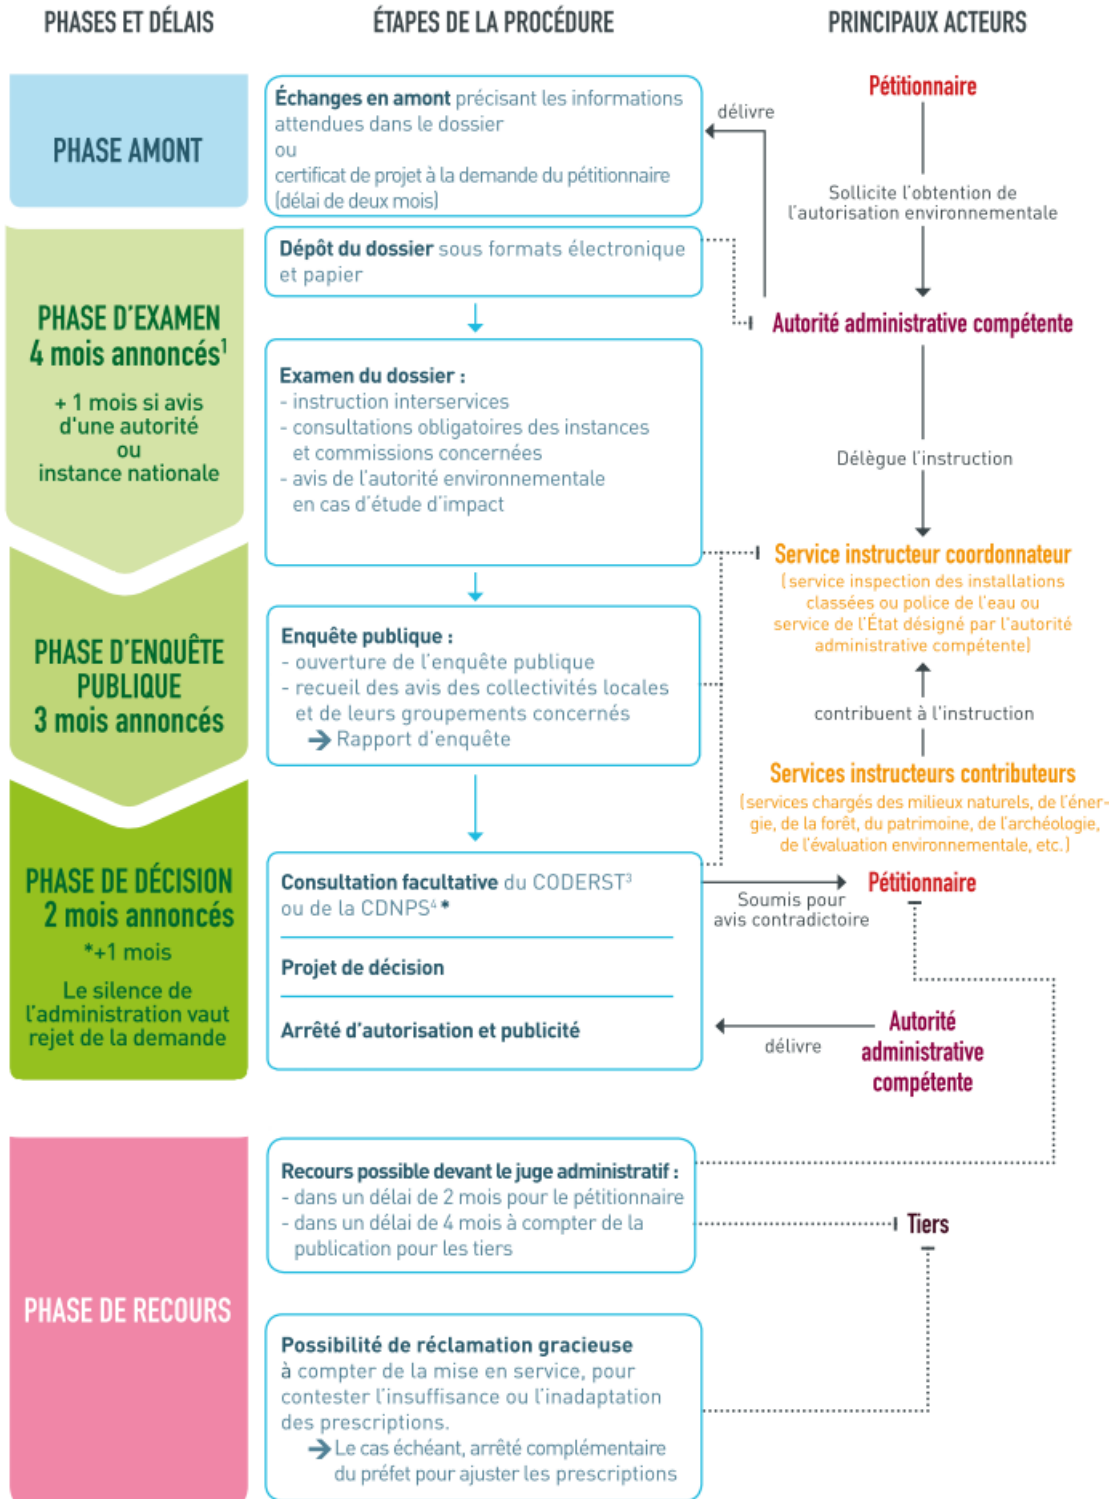 PHASES ET DÉLAIS
ÉTAPES DE LA PROCÉDURE
PRINCIPAUX ACTEURS
PHASE AMONT
Échanges en amont précisant les informations
attendues dans le dossier
ou
certificat de projet à la demande du pétitionnaire
(délai de deux mois)
délivre
Pétitionnaire
Sollicite l'obtention de
l'autorisation environnementale
PHASE D'EXAMEN
4 mois annoncés¹
+ 1 mois si avis
d'une autorité
ou
instance nationale
Dépôt du dossier sous formats électronique
et papier
Autorité administrative compétente
Examen du dossier :
- instruction interservices
- consultations obligatoires des instances
et commissions concernées
- avis de l'autorité environnementale
en cas d'étude d'impact
Délègue l'instruction
Service instructeur coordonnateur
(service inspection des installations
classées ou police de l'eau ou
service de l'État désigné par l'autorité
administrative compétente)
PHASE D'ENQUÊTE
PUBLIQUE
3 mois annoncés
Enquête publique :
- ouverture de l'enquête publique
- recueil des avis des collectivités locales
et de leurs groupements concernés
➔ Rapport d'enquête
contribuent à l'instruction
Services instructeurs contributeurs
(services chargés des milieux naturels, de l'éner-
gie, de la forêt, du patrimoine, de l'archéologie,
de l'évaluation environnementale, etc.)
PHASE DE DÉCISION
2 mois annoncés
*+1 mois
Le silence de
l'administration vaut
rejet de la demande
Consultation facultative du CODERST³
ou de la CDNPS⁴ *
Projet de décision
Arrêté d'autorisation et publicité
Soumis pour
avis contradictoire
Pétitionnaire
délivre
Autorité
administrative
compétente
PHASE DE RECOURS
Recours possible devant le juge administratif :
- dans un délai de 2 mois pour le pétitionnaire
- dans un délai de 4 mois à compter de la
publication pour les tiers
Tiers
Possibilité de réclamation gracieuse
à compter de la mise en service, pour
contester l'insuffisance ou l'inadaptation
des prescriptions.
➔ Le cas échéant, arrêté complémentaire
du préfet pour ajuster les prescriptions